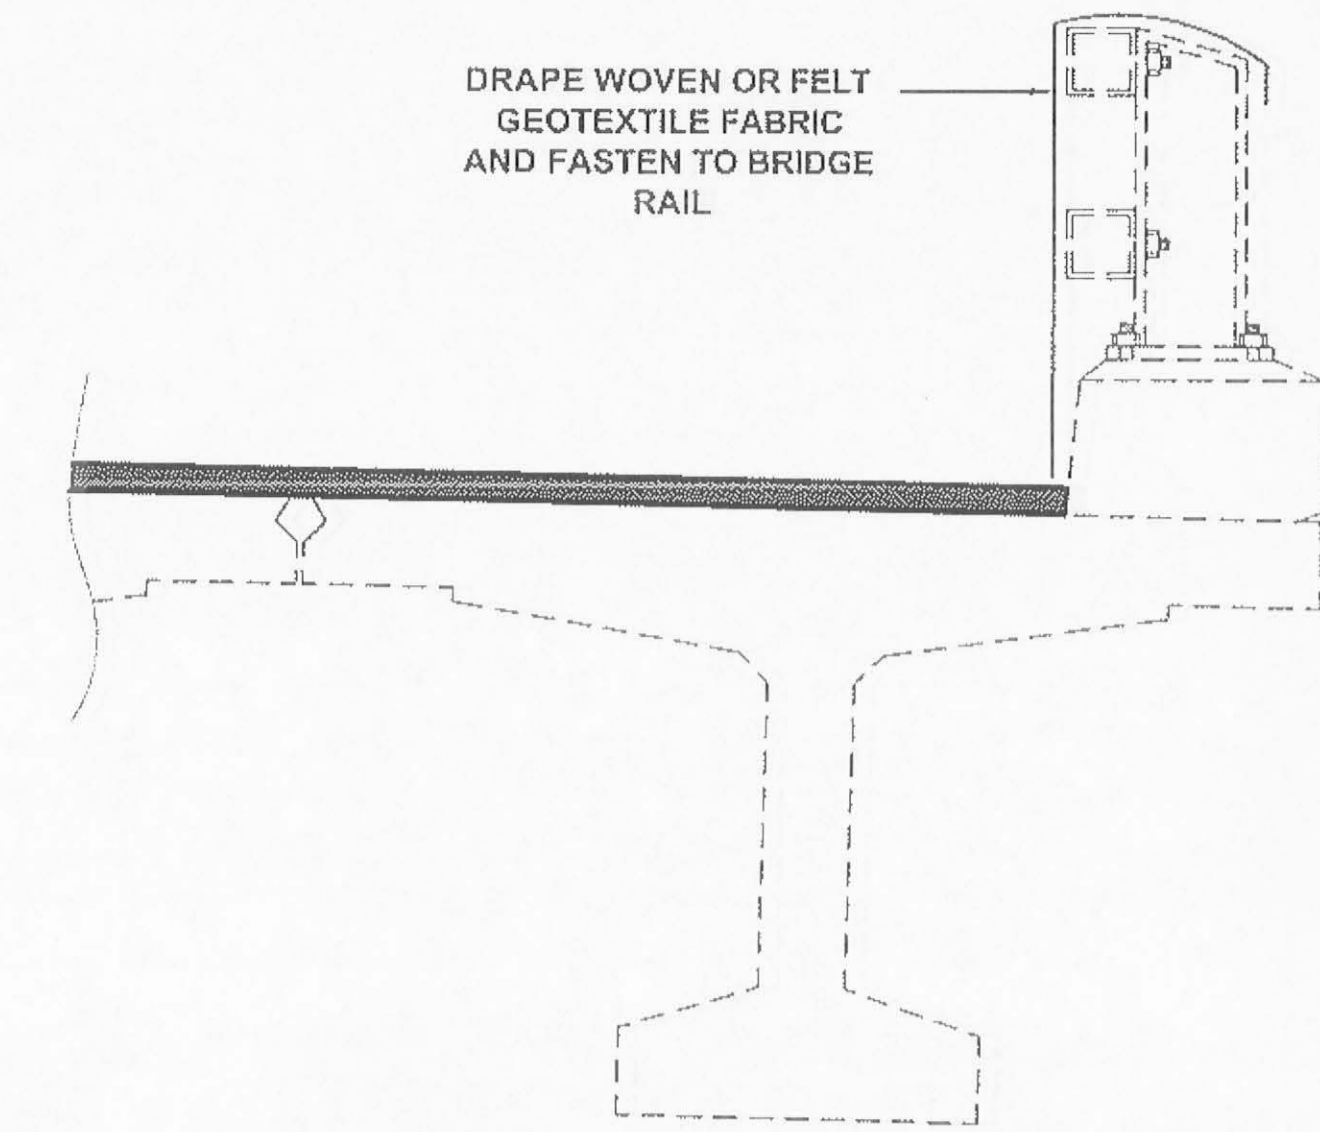 DRAPE WOVEN OR FELT
GEOTEXTILE FABRIC
AND FASTEN TO BRIDGE
RAIL